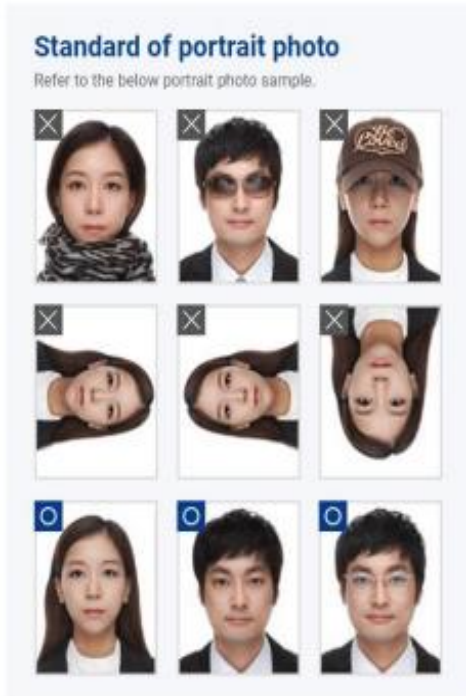 Standard of portrait photo
Refer to the below portrait photo sample.
X X X
X X X
O O O